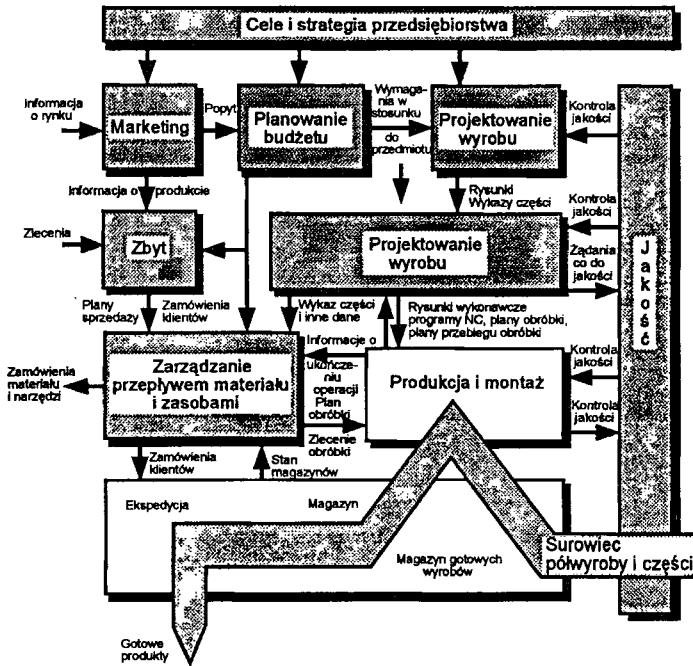 Cele i strategia przedsiębiorstwa
Informacja
o rynku
Marketing
Popyt
Planowanie
budżetu
Wymaga-
nia w
stosunku
do
przedmiotu
Projektowanie
wyrobu
Kontrola
jakości
Informacja o produkcie
Rysunki
Wykazy części
Zlecenia
Zbyt
Projektowanie
wyrobu
Kontrola
jakości
Żądania
co do
jakości
Jakość
Plany
sprzedaży
Zamówienia
klientów
Wykaz części
i inne dane
Rysunki wykonawcze
programy NC, plany obróbki,
plany przebiegu obróbki
Zamówienia
materiału
i narzędzi
Zarządzanie
przepływem materiału
i zasobami
Informacje o
ukończe-
niu
operacji
Plan
obróbki
Zlecenie
obróbki
Produkcja i montaż
Kontrola
jakości
Kontrola
jakości
Zamówienia
klientów
Stan
magazynów
Ekspedycja
Magazyn
Magazyn gotowych
wyrobów
Surowiec
półwyroby i części
Gotowe
produkty